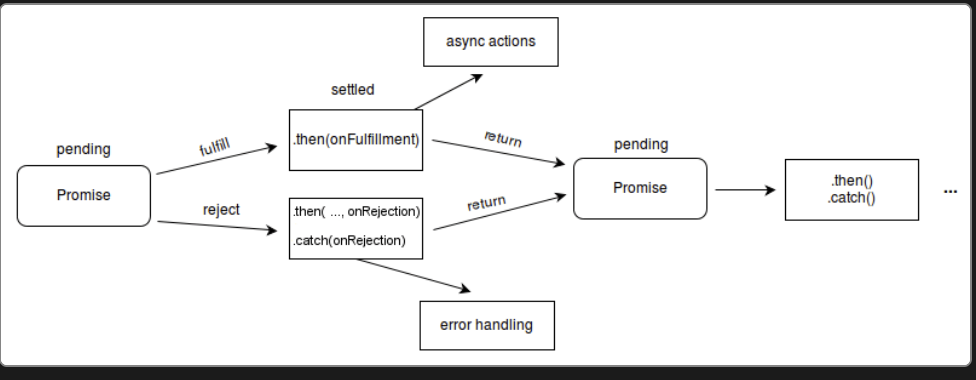 async actions
settled
.then(onFulfillment)
fulfill
return
pending
Promise
pending
Promise
.then()
.catch()
...
reject
.then( ..., onRejection)
.catch(onRejection)
return
error handling